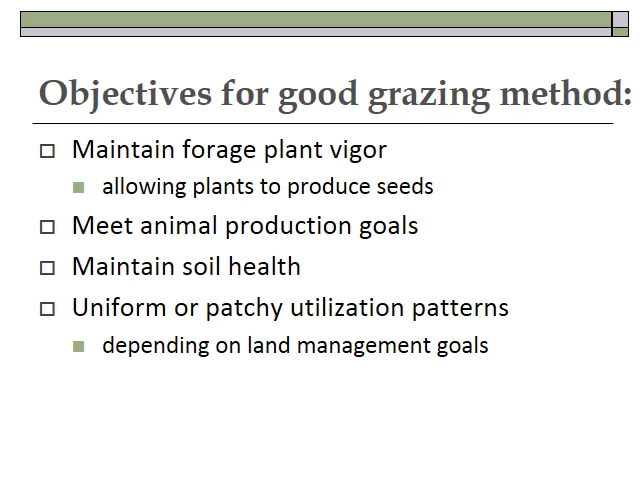 Objectives for good grazing method:
Maintain forage plant vigor
allowing plants to produce seeds
Meet animal production goals
Maintain soil health
Uniform or patchy utilization patterns
depending on land management goals